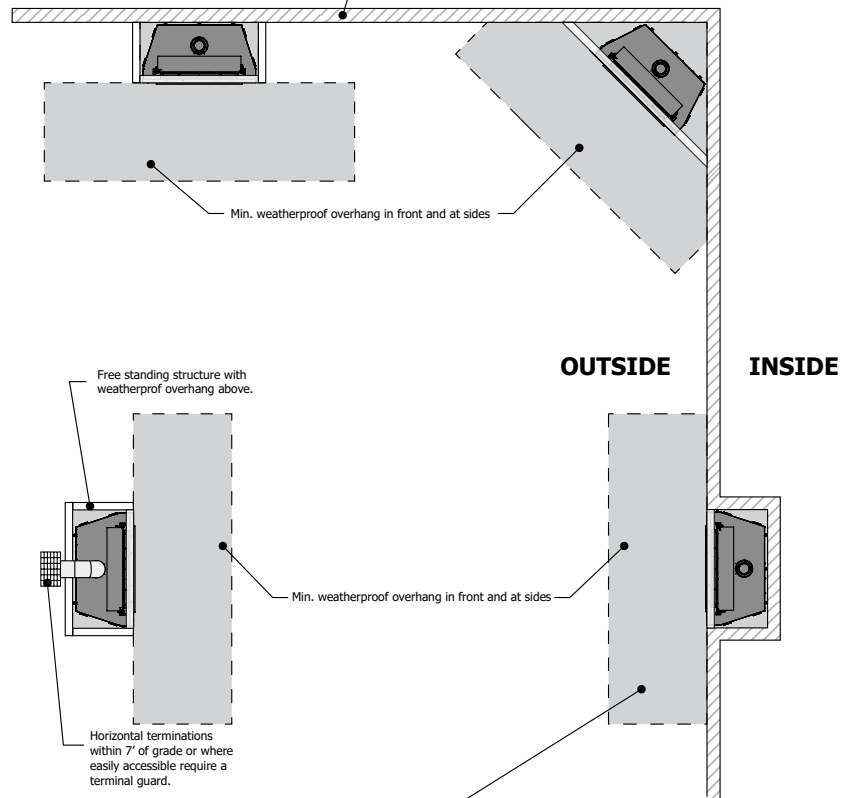 Min. weatherproof overhang in front and at sides
OUTSIDE
INSIDE
Free standing structure with
weatherprof overhang above.
Min. weatherproof overhang in front and at sides
Horizontal terminations
within 7’ of grade or where
easily accessible require a
terminal guard.